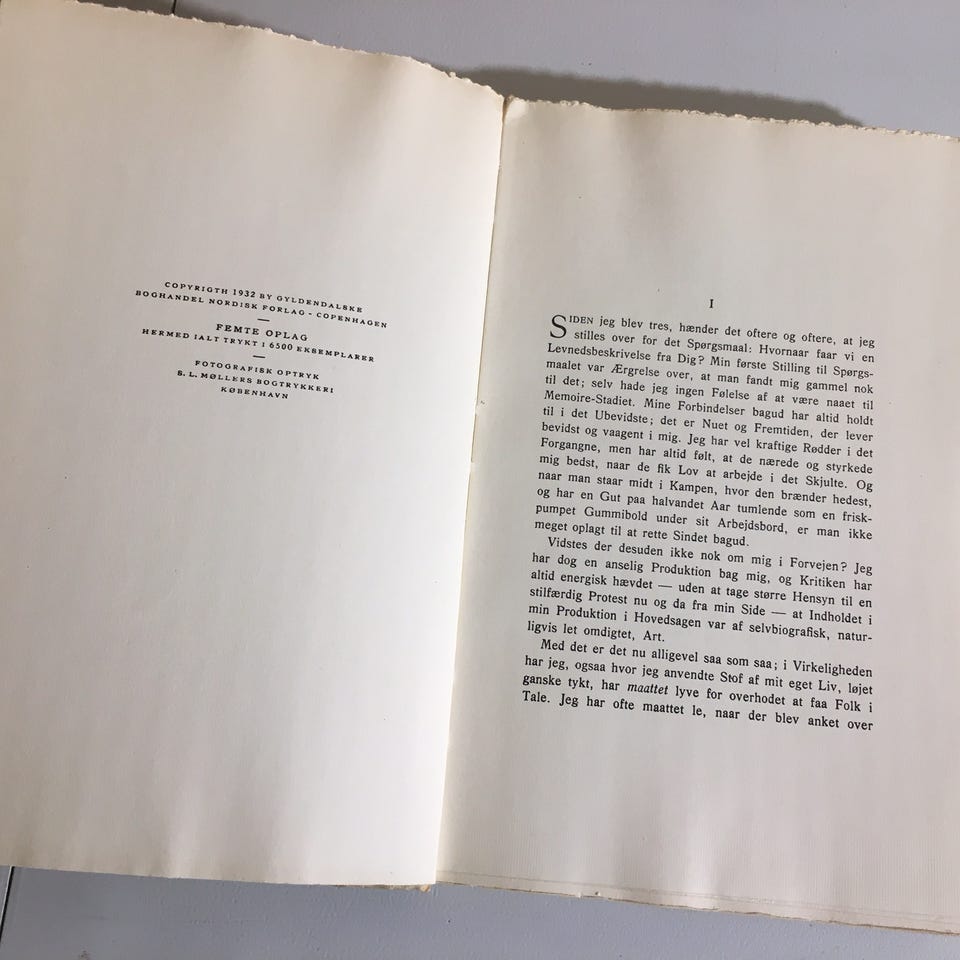 COPYRIGTH 1932 BY GYLDENDALSKE
BOGHANDEL NORDISK FORLAG - COPENHAGEN
FEMTE OPLAG
HERMED IALT TRYKT I 6500 EKSEMPLARER
FOTOGRAFISK OPTRYK
S. L. MØLLERS BOGTRYKKERI
KØBENHAVN
I
SIDEN jeg blev tres, hænder det oftere og oftere, at jeg
stilles over for det Spørgsmaal: Hvornaar faar vi en
Levnedsbeskrivelse fra Dig? Min første Stilling til Spørgs-
maalet var Ærgrelse over, at man fandt mig gammel nok
til det; selv hade jeg ingen Følelse af at være naaet til
Memoire-Stadiet. Mine Forbindelser bagud har altid holdt
til i det Ubevidste; det er Nuet og Fremtiden, der lever
bevidst og vaagent i mig. Jeg har vel kraftige Rødder i det
Forgangne, men har altid følt, at de nærede og styrkede
mig bedst, naar de fik Lov at arbejde i det Skjulte. Og
naar man staar midt i Kampen, hvor den brænder hedest,
og har en Gut paa halvandet Aar tumlende som en frisk-
pumpet Gummibold under sit Arbejdsbord, er man ikke
meget oplagt til at rette Sindet bagud.
Vidstes der desuden ikke nok om mig i Forvejen? Jeg
har dog en anselig Produktion bag mig, og Kritiken har
altid energisk hævdet — uden at tage større Hensyn til en
stilfærdig Protest nu og da fra min Side — at Indholdet i
min Produktion i Hovedsagen var af selvbiografisk, natur-
ligvis let omdigtet, Art.
Med det er det nu alligevel saa som saa; i Virkeligheden
har jeg, ogsaa hvor jeg anvendte Stof af mit eget Liv, løjet
ganske tykt, har maattet lyve for overhodet at faa Folk i
Tale. Jeg har ofte maattet le, naar der blev anket over